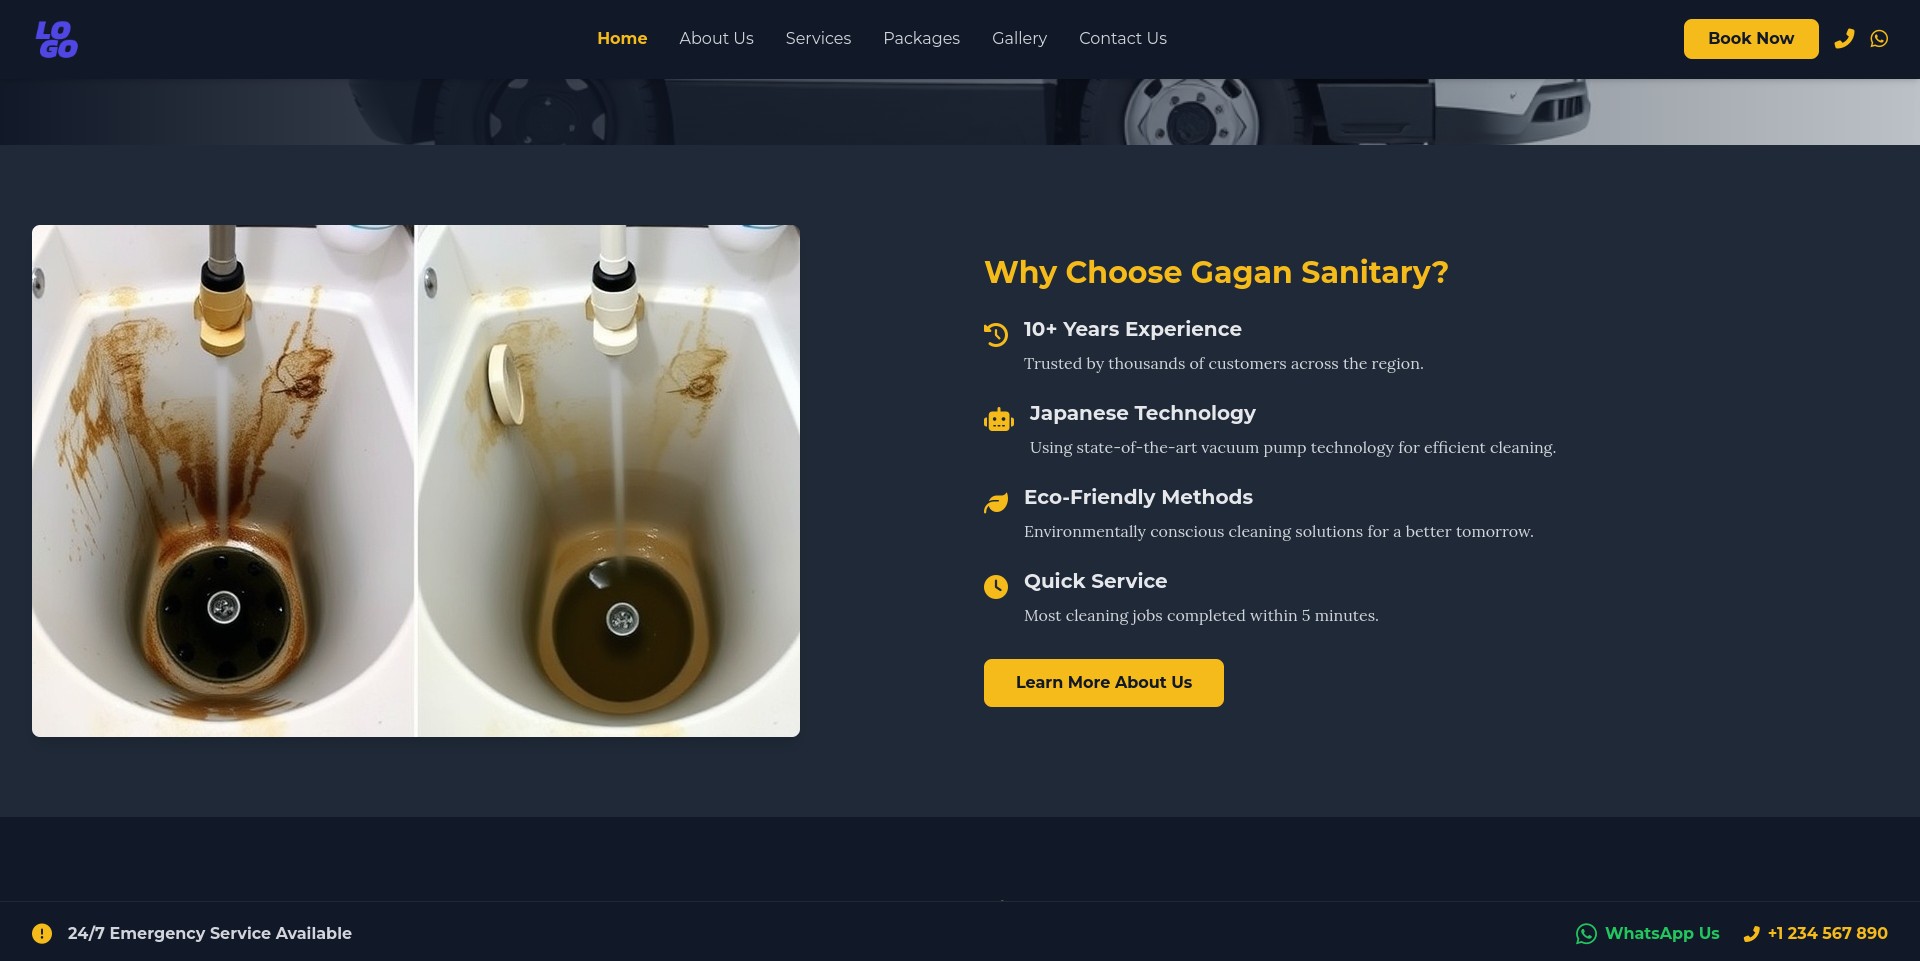 LO
GO
Home
About Us
Services
Packages
Gallery
Contact Us
Book Now
Why Choose Gagan Sanitary?
10+ Years Experience
Trusted by thousands of customers across the region.
Japanese Technology
Using state-of-the-art vacuum pump technology for efficient cleaning.
Eco-Friendly Methods
Environmentally conscious cleaning solutions for a better tomorrow.
Quick Service
Most cleaning jobs completed within 5 minutes.
Learn More About Us
24/7 Emergency Service Available
WhatsApp Us
+1 234 567 890